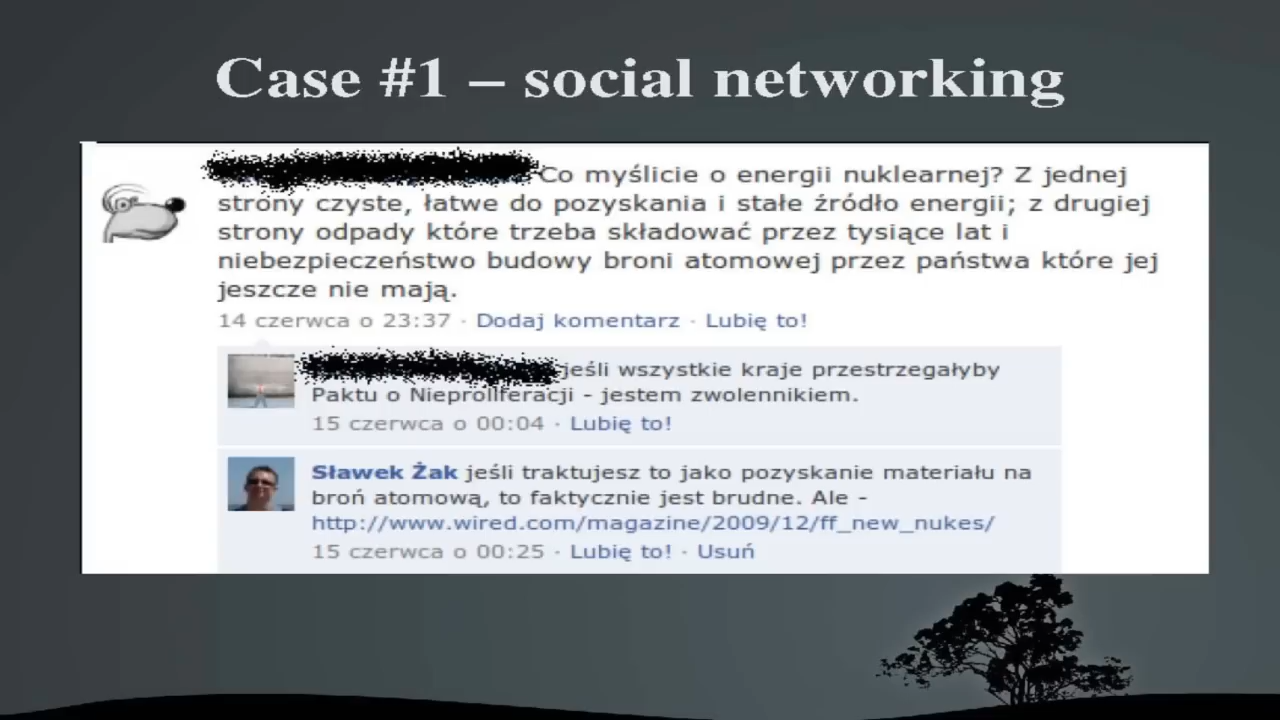 Case #1 – social networking
Co myślicie o energii nuklearnej? Z jednej
strony czyste, łatwe do pozyskania i stałe źródło energii; z drugiej
strony odpady które trzeba składować przez tysiące lat i
niebezpieczeństwo budowy broni atomowej przez państwa które jej
jeszcze nie mają.
14 czerwca o 23:37 · Dodaj komentarz · Lubię to!
jeśli wszystkie kraje przestrzegałyby
Paktu o Nieprollferacji - jestem zwolennikiem.
15 czerwca o 00:04 · Lubię to!
Sławek Żak jeśli traktujesz to jako pozyskanie materiału na
broń atomową, to faktycznie jest brudne. Ale -
http://www.wired.com/magazine/2009/12/ff_new_nukes/
15 czerwca o 00:25 · Lubię to! · Usuń